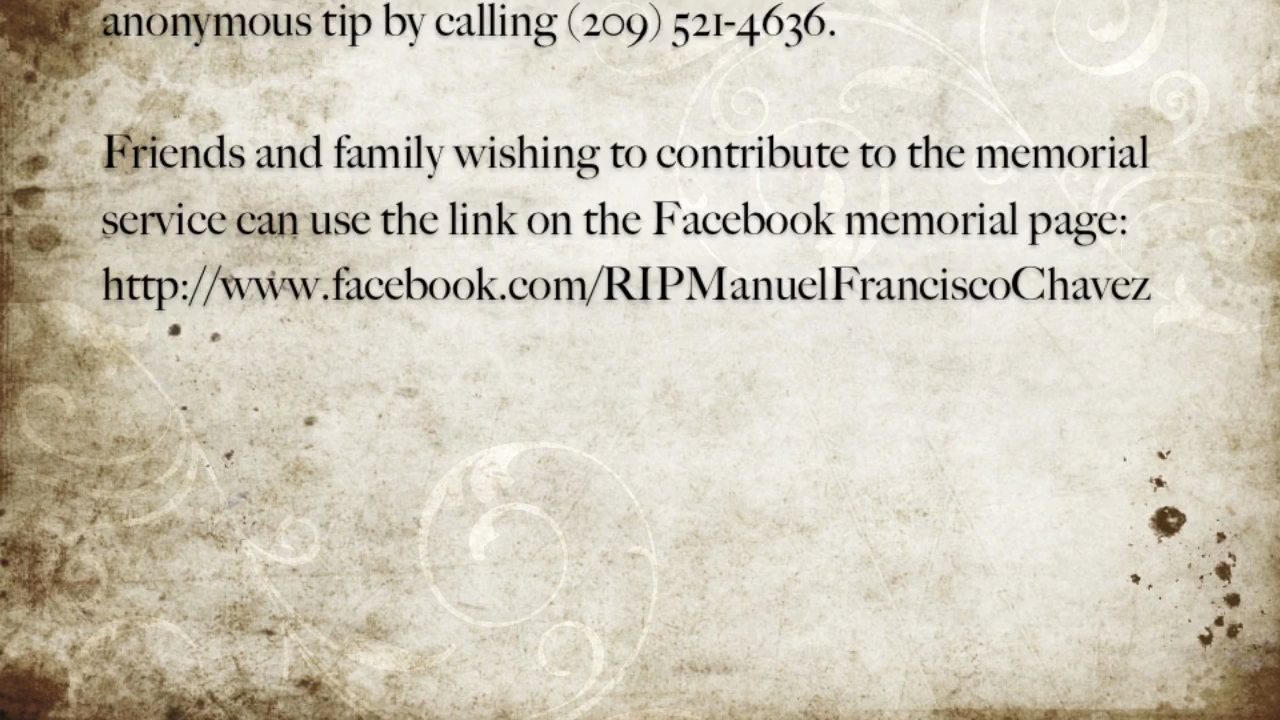 anonymous tip by calling (209) 521-4636.
Friends and family wishing to contribute to the memorial
service can use the link on the Facebook memorial page:
http://www.facebook.com/RIPManuelFranciscoChavez